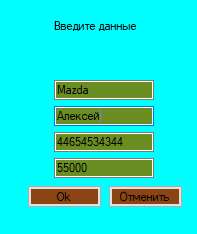 Введите данные
Mazda
Алексей
44654534344
55000
Ok Отменить